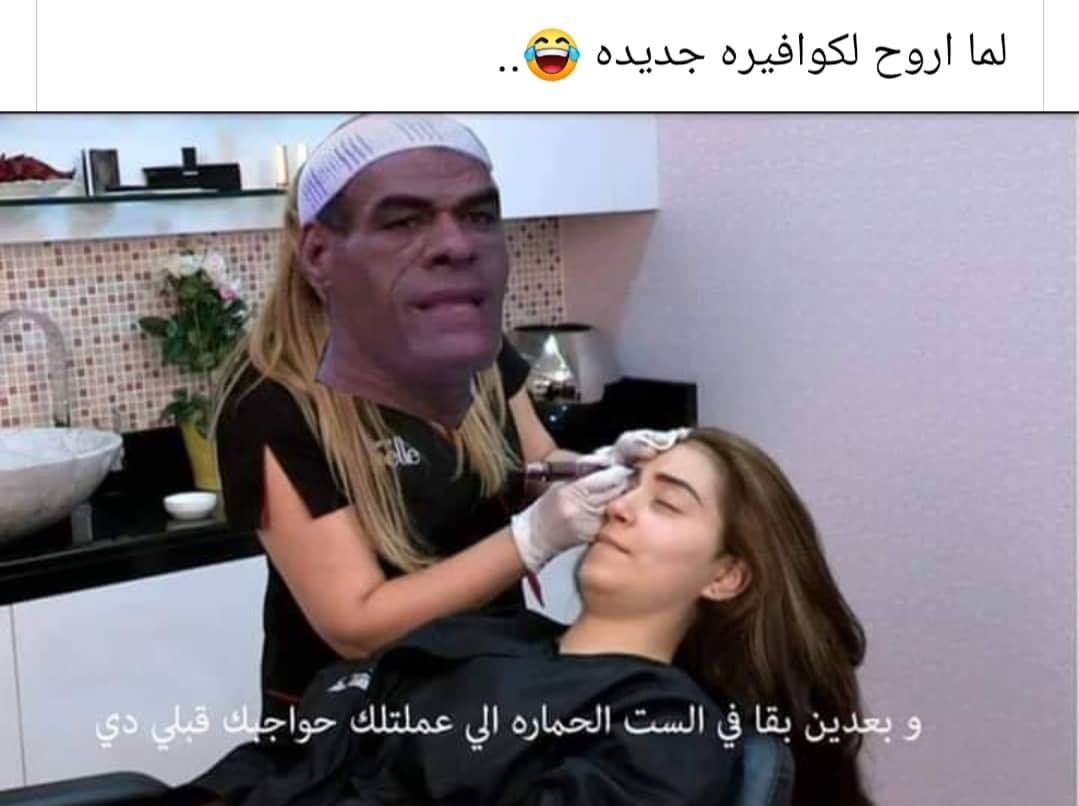 لما اروح لكوافيره جديده 😂..
و بعدين بقا في الست الحماره الي عملتلك حواجبك قبلي دي